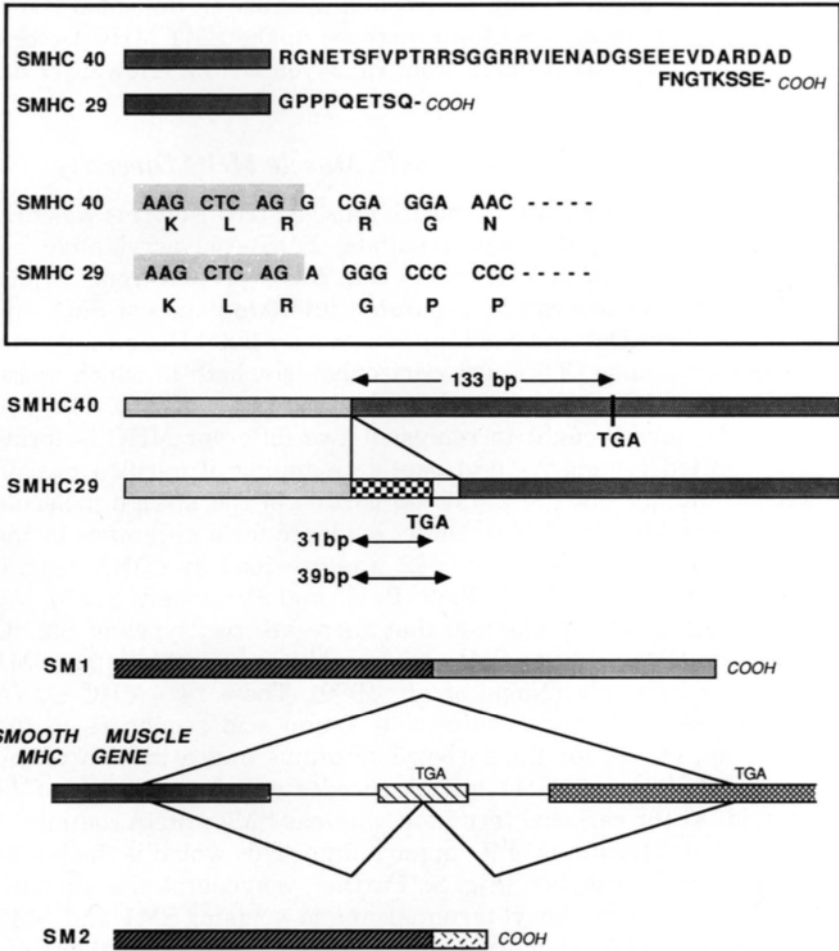 SMHC 40 RGNETSFVPTRRSGGRRVIENADGSEEEVDARDAD
FNGTKSSE- COOH
SMHC 29 GPPPQETSQ- COOH
SMHC 40 AAG CTC AG G CGA GGA AAC - - - - -
K L R R G N
SMHC 29 AAG CTC AG A GGG CCC CCC - - - - -
K L R G P P
133 bp
SMHC40
TGA
SMHC29
TGA
31bp
39bp
SM1 COOH
SMOOTH MUSCLE
MHC GENE
TGA TGA
SM2 COOH